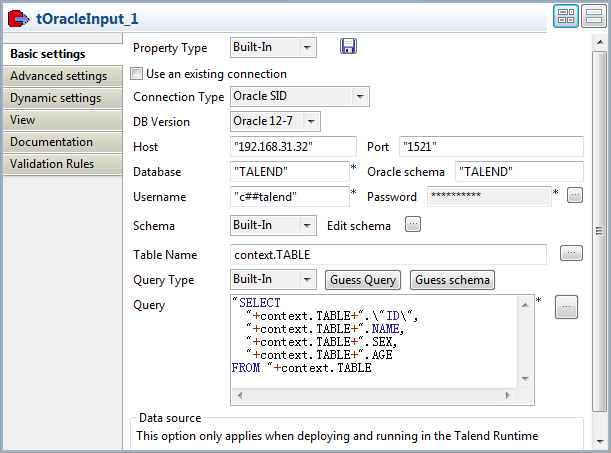 tOracleInput_1
Basic settings
Advanced settings
Dynamic settings
View
Documentation
Validation Rules
Property Type Built-In
Use an existing connection
Connection Type Oracle SID
DB Version Oracle 12-7
Host "192.168.31.32" Port "1521"
Database "TALEND" * Oracle schema "TALEND"
Username "c##talend" * Password ********** * ...
Schema Built-In Edit schema ...
Table Name context.TABLE ...
Query Type Built-In Guess Query Guess schema
Query "SELECT * ...
"+context.TABLE+".\"ID\",
"+context.TABLE+".NAME,
"+context.TABLE+".SEX,
"+context.TABLE+".AGE
FROM "+context.TABLE
Data source
This option only applies when deploying and running in the Talend Runtime